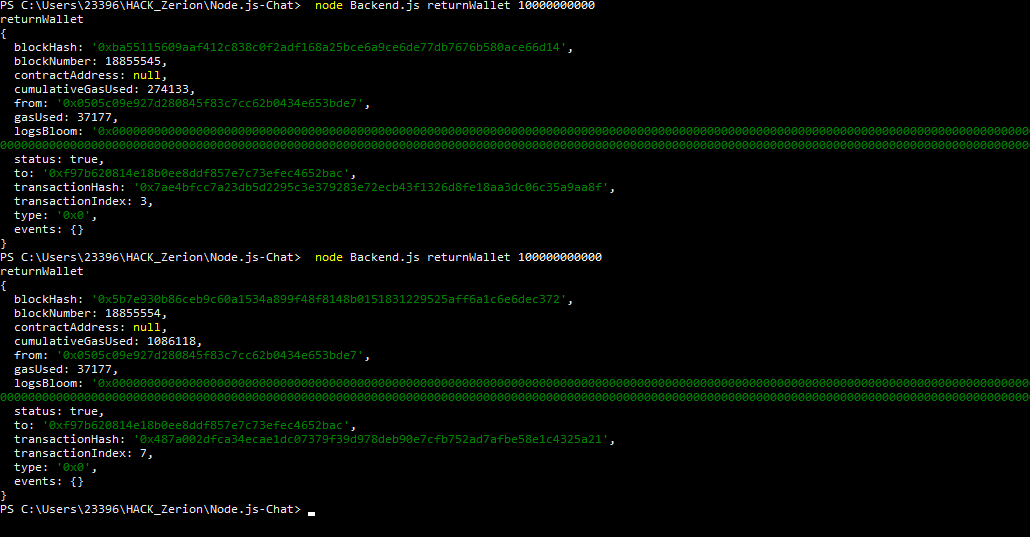 PS C:\Users\23396\HACK_Zerion\Node.js-Chat>  node Backend.js returnWallet 10000000000
returnWallet
{
  blockHash: '0xba55115609aaf412c838c0f2adf168a25bce6a9ce6de77db7676b580ace66d14',
  blockNumber: 18855545,
  contractAddress: null,
  cumulativeGasUsed: 274133,
  from: '0x0505c09e927d280845f83c7cc62b0434e653bde7',
  gasUsed: 37177,
  logsBloom: '0x000000000000000000000000000000000000000000000000000000000000000000000000000000000000000000000000000000000000000000000000000000000000
000000000000000000000000000000000000000000000000000000000000000000000000000000000000000000000000000000000000000000000000000000000000000000000000000
  status: true,
  to: '0xf97b620814e18b0ee8ddf857e7c73efec4652bac',
  transactionHash: '0x7ae4bfcc7a23db5d2295c3e379283e72ecb43f1326d8fe18aa3dc06c35a9aa8f',
  transactionIndex: 3,
  type: '0x0',
  events: {}
}
PS C:\Users\23396\HACK_Zerion\Node.js-Chat>  node Backend.js returnWallet 100000000000
returnWallet
{
  blockHash: '0x5b7e930b86ceb9c60a1534a899f48f8148b0151831229525aff6a1c6e6dec372',
  blockNumber: 18855554,
  contractAddress: null,
  cumulativeGasUsed: 1086118,
  from: '0x0505c09e927d280845f83c7cc62b0434e653bde7',
  gasUsed: 37177,
  logsBloom: '0x000000000000000000000000000000000000000000000000000000000000000000000000000000000000000000000000000000000000000000000000000000000000
000000000000000000000000000000000000000000000000000000000000000000000000000000000000000000000000000000000000000000000000000000000000000000000000000
  status: true,
  to: '0xf97b620814e18b0ee8ddf857e7c73efec4652bac',
  transactionHash: '0x487a002dfca34ecae1dc07379f39d978deb90e7cfb752ad7afbe58e1c4325a21',
  transactionIndex: 7,
  type: '0x0',
  events: {}
}
PS C:\Users\23396\HACK_Zerion\Node.js-Chat>